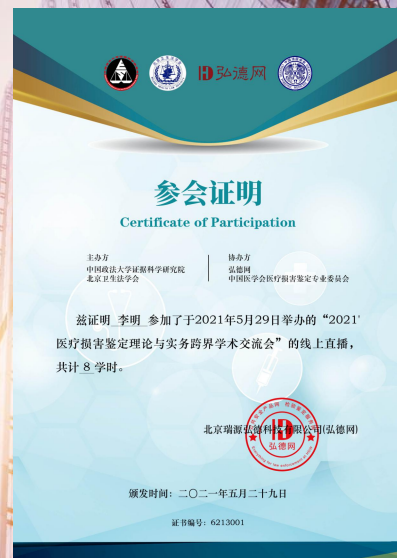 弘德网
参会证明
Certificate of Participation
主办方
中国政法大学证据科学研究院
北京卫生法学会
协办方
弘德网
中国医学会医疗损害鉴定专业委员会
兹证明 李明 参加了于2021年5月29日举办的“2021'
医疗损害鉴定理论与实务跨界学术交流会”的线上直播,
共计 8 学时。
北京瑞源弘德科技有限公司(弘德网)
弘德网
颁发时间:二〇二一年五月二十九日
证书编号:6213001